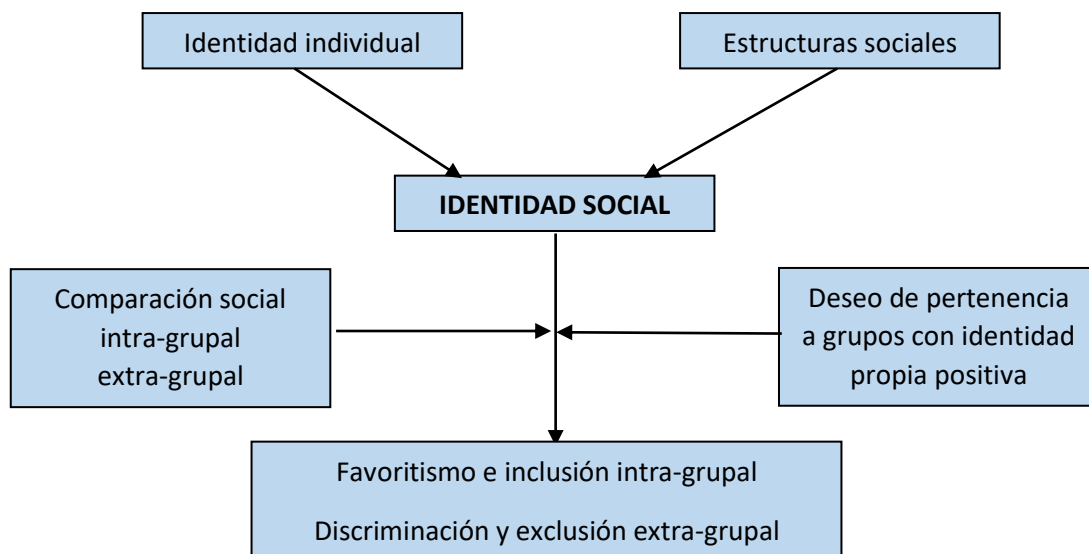 Identidad individual
Estructuras sociales
IDENTIDAD SOCIAL
Comparación social
intra-grupal
extra-grupal
Deseo de pertenencia
a grupos con identidad
propia positiva
Favoritismo e inclusión intra-grupal
Discriminación y exclusión extra-grupal